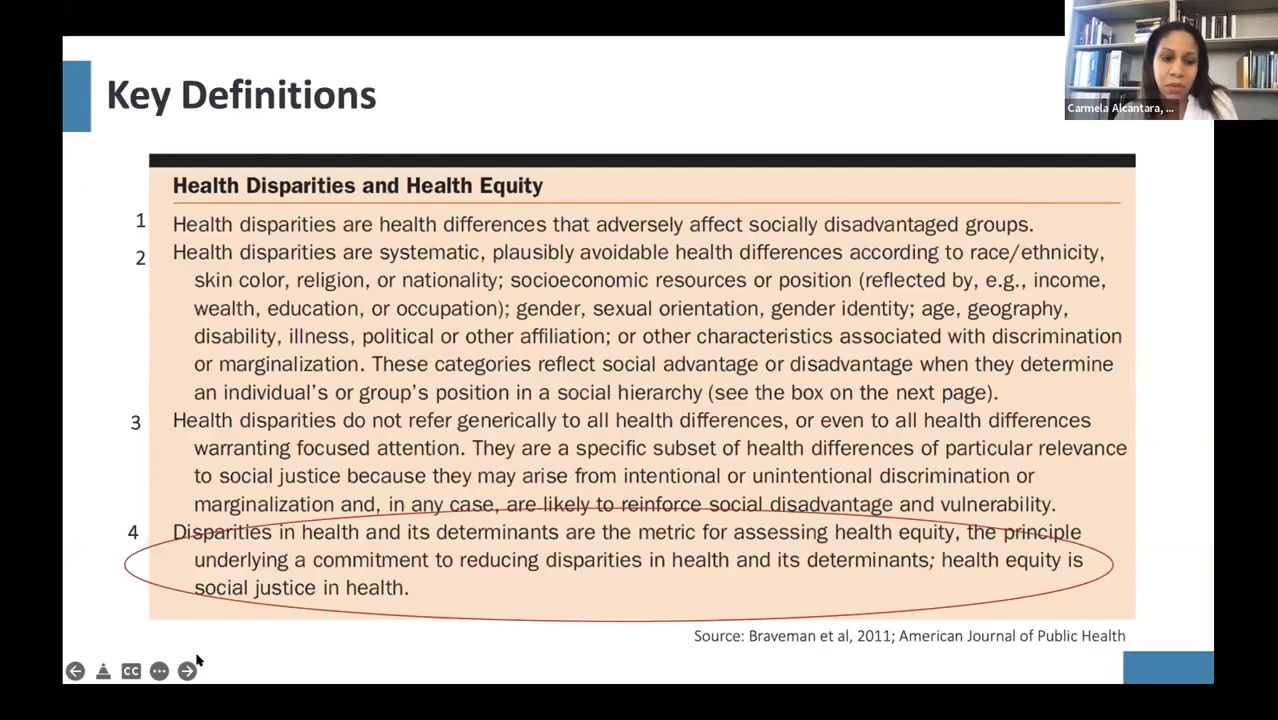 Carmela Alcantara, ...
Key Definitions
Health Disparities and Health Equity
1 Health disparities are health differences that adversely affect socially disadvantaged groups.
2 Health disparities are systematic, plausibly avoidable health differences according to race/ethnicity,
skin color, religion, or nationality; socioeconomic resources or position (reflected by, e.g., income,
wealth, education, or occupation); gender, sexual orientation, gender identity; age, geography,
disability, illness, political or other affiliation; or other characteristics associated with discrimination
or marginalization. These categories reflect social advantage or disadvantage when they determine
an individual’s or group’s position in a social hierarchy (see the box on the next page).
3 Health disparities do not refer generically to all health differences, or even to all health differences
warranting focused attention. They are a specific subset of health differences of particular relevance
to social justice because they may arise from intentional or unintentional discrimination or
marginalization and, in any case, are likely to reinforce social disadvantage and vulnerability.
4 Disparities in health and its determinants are the metric for assessing health equity, the principle
underlying a commitment to reducing disparities in health and its determinants; health equity is
social justice in health.
Source: Braveman et al, 2011; American Journal of Public Health
CC